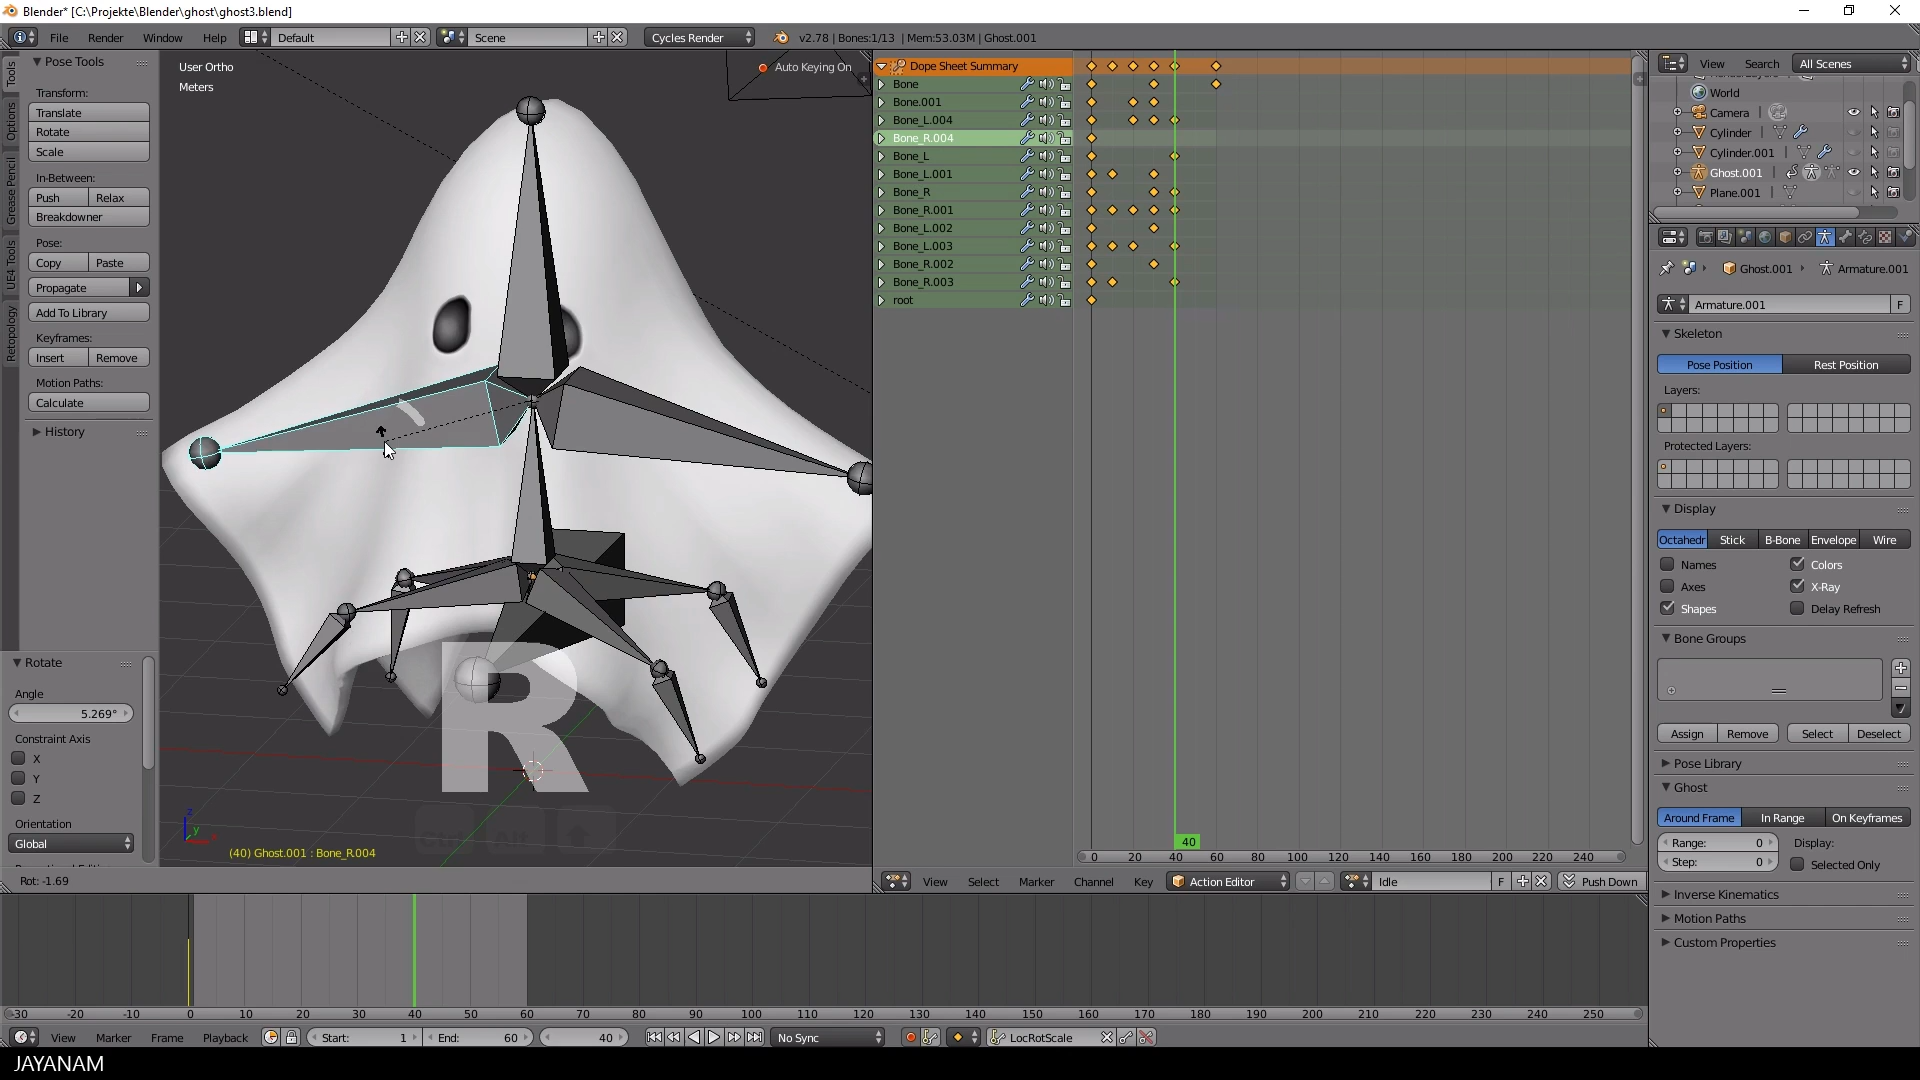 Blender* [C:\Projekte\Blender\ghost\ghost3.blend]
File Render Window Help Default Scene Cycles Render v2.78 | Bones:1/13 | Mem:53.03M | Ghost.001
Tools
Options
Grease Pencil
UE4 Tools
Retopology
Pose Tools
Transform:
Translate
Rotate
Scale
In-Between:
Push Relax
Breakdowner
Pose:
Copy Paste
Propagate
Add To Library
Keyframes:
Insert Remove
Motion Paths:
Calculate
History
Rotate
Angle
5.269°
Constraint Axis
X
Y
Z
Orientation
Global
User Ortho
Meters
Auto Keying On
R
Ctrl Alt
z
y
(40) Ghost.001 : Bone_R.004
Rot: -1.69
Dope Sheet Summary
Bone
Bone.001
Bone_L.004
Bone_R.004
Bone_L
Bone_L.001
Bone_R
Bone_R.001
Bone_L.002
Bone_L.003
Bone_R.002
Bone_R.003
root
40
0 20 40 60 80 100 120 140 160 180 200 220 240
View Select Marker Channel Key Action Editor Idle F Push Down
View Search All Scenes
World
Camera
Cylinder
Cylinder.001
Ghost.001
Plane.001
Ghost.001 Armature.001
Armature.001 F
Skeleton
Pose Position Rest Position
Layers:
Protected Layers:
Display
Octahedr Stick B-Bone Envelope Wire
Names Colors
Axes X-Ray
Shapes Delay Refresh
Bone Groups
Assign Remove Select Deselect
Pose Library
Ghost
Around Frame In Range On Keyframes
Range: 0 Display:
Step: 0 Selected Only
Inverse Kinematics
Motion Paths
Custom Properties
-30 -20 -10 0 10 20 30 40 50 60 70 80 90 100 110 120 130 140 150 160 170 180 190 200 210 220 230 240 250
View Marker Frame Playback Start: 1 End: 60 40 No Sync LocRotScale
JAYANAM